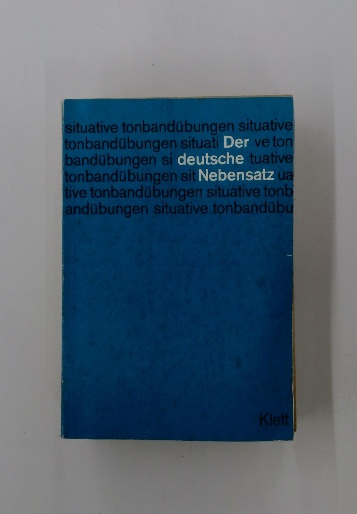 situative tonbandübungen situative
tonbandübungen situati Der ve ton
bandübungen si deutsche tuative
tonbandübungen sit Nebensatz ua
tive tonbandübungen situative tonb
andübungen situative tonbandübu
Klett